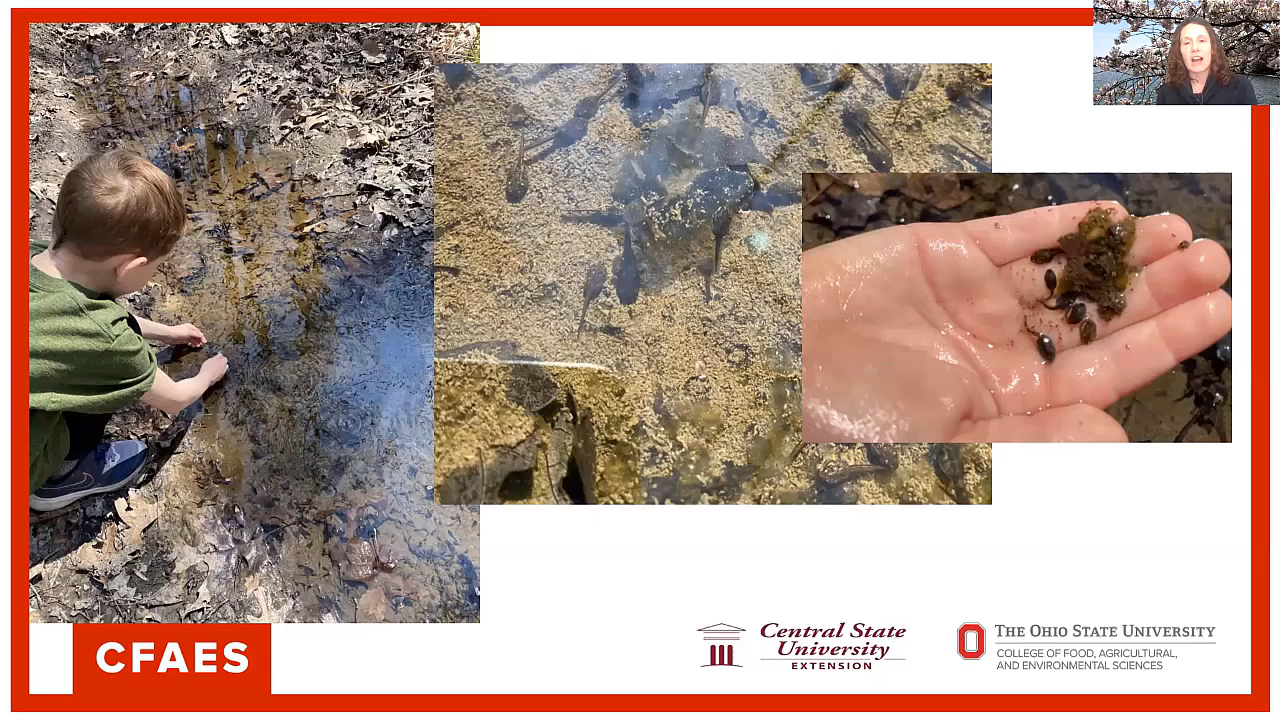 CFAES
Central State
University
EXTENSION
THE OHIO STATE UNIVERSITY
COLLEGE OF FOOD, AGRICULTURAL,
AND ENVIRONMENTAL SCIENCES